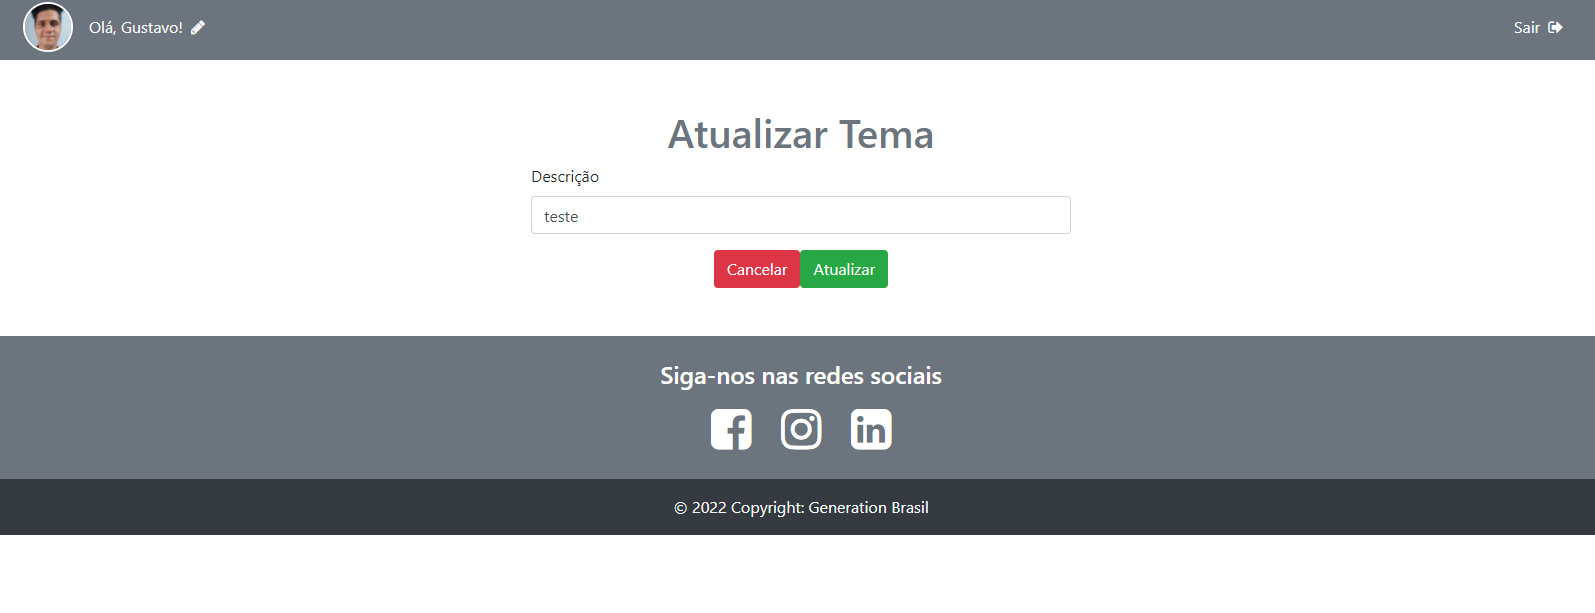 Olá, Gustavo!
Sair
Atualizar Tema
Descrição
teste
Cancelar Atualizar
Siga-nos nas redes sociais
© 2022 Copyright: Generation Brasil